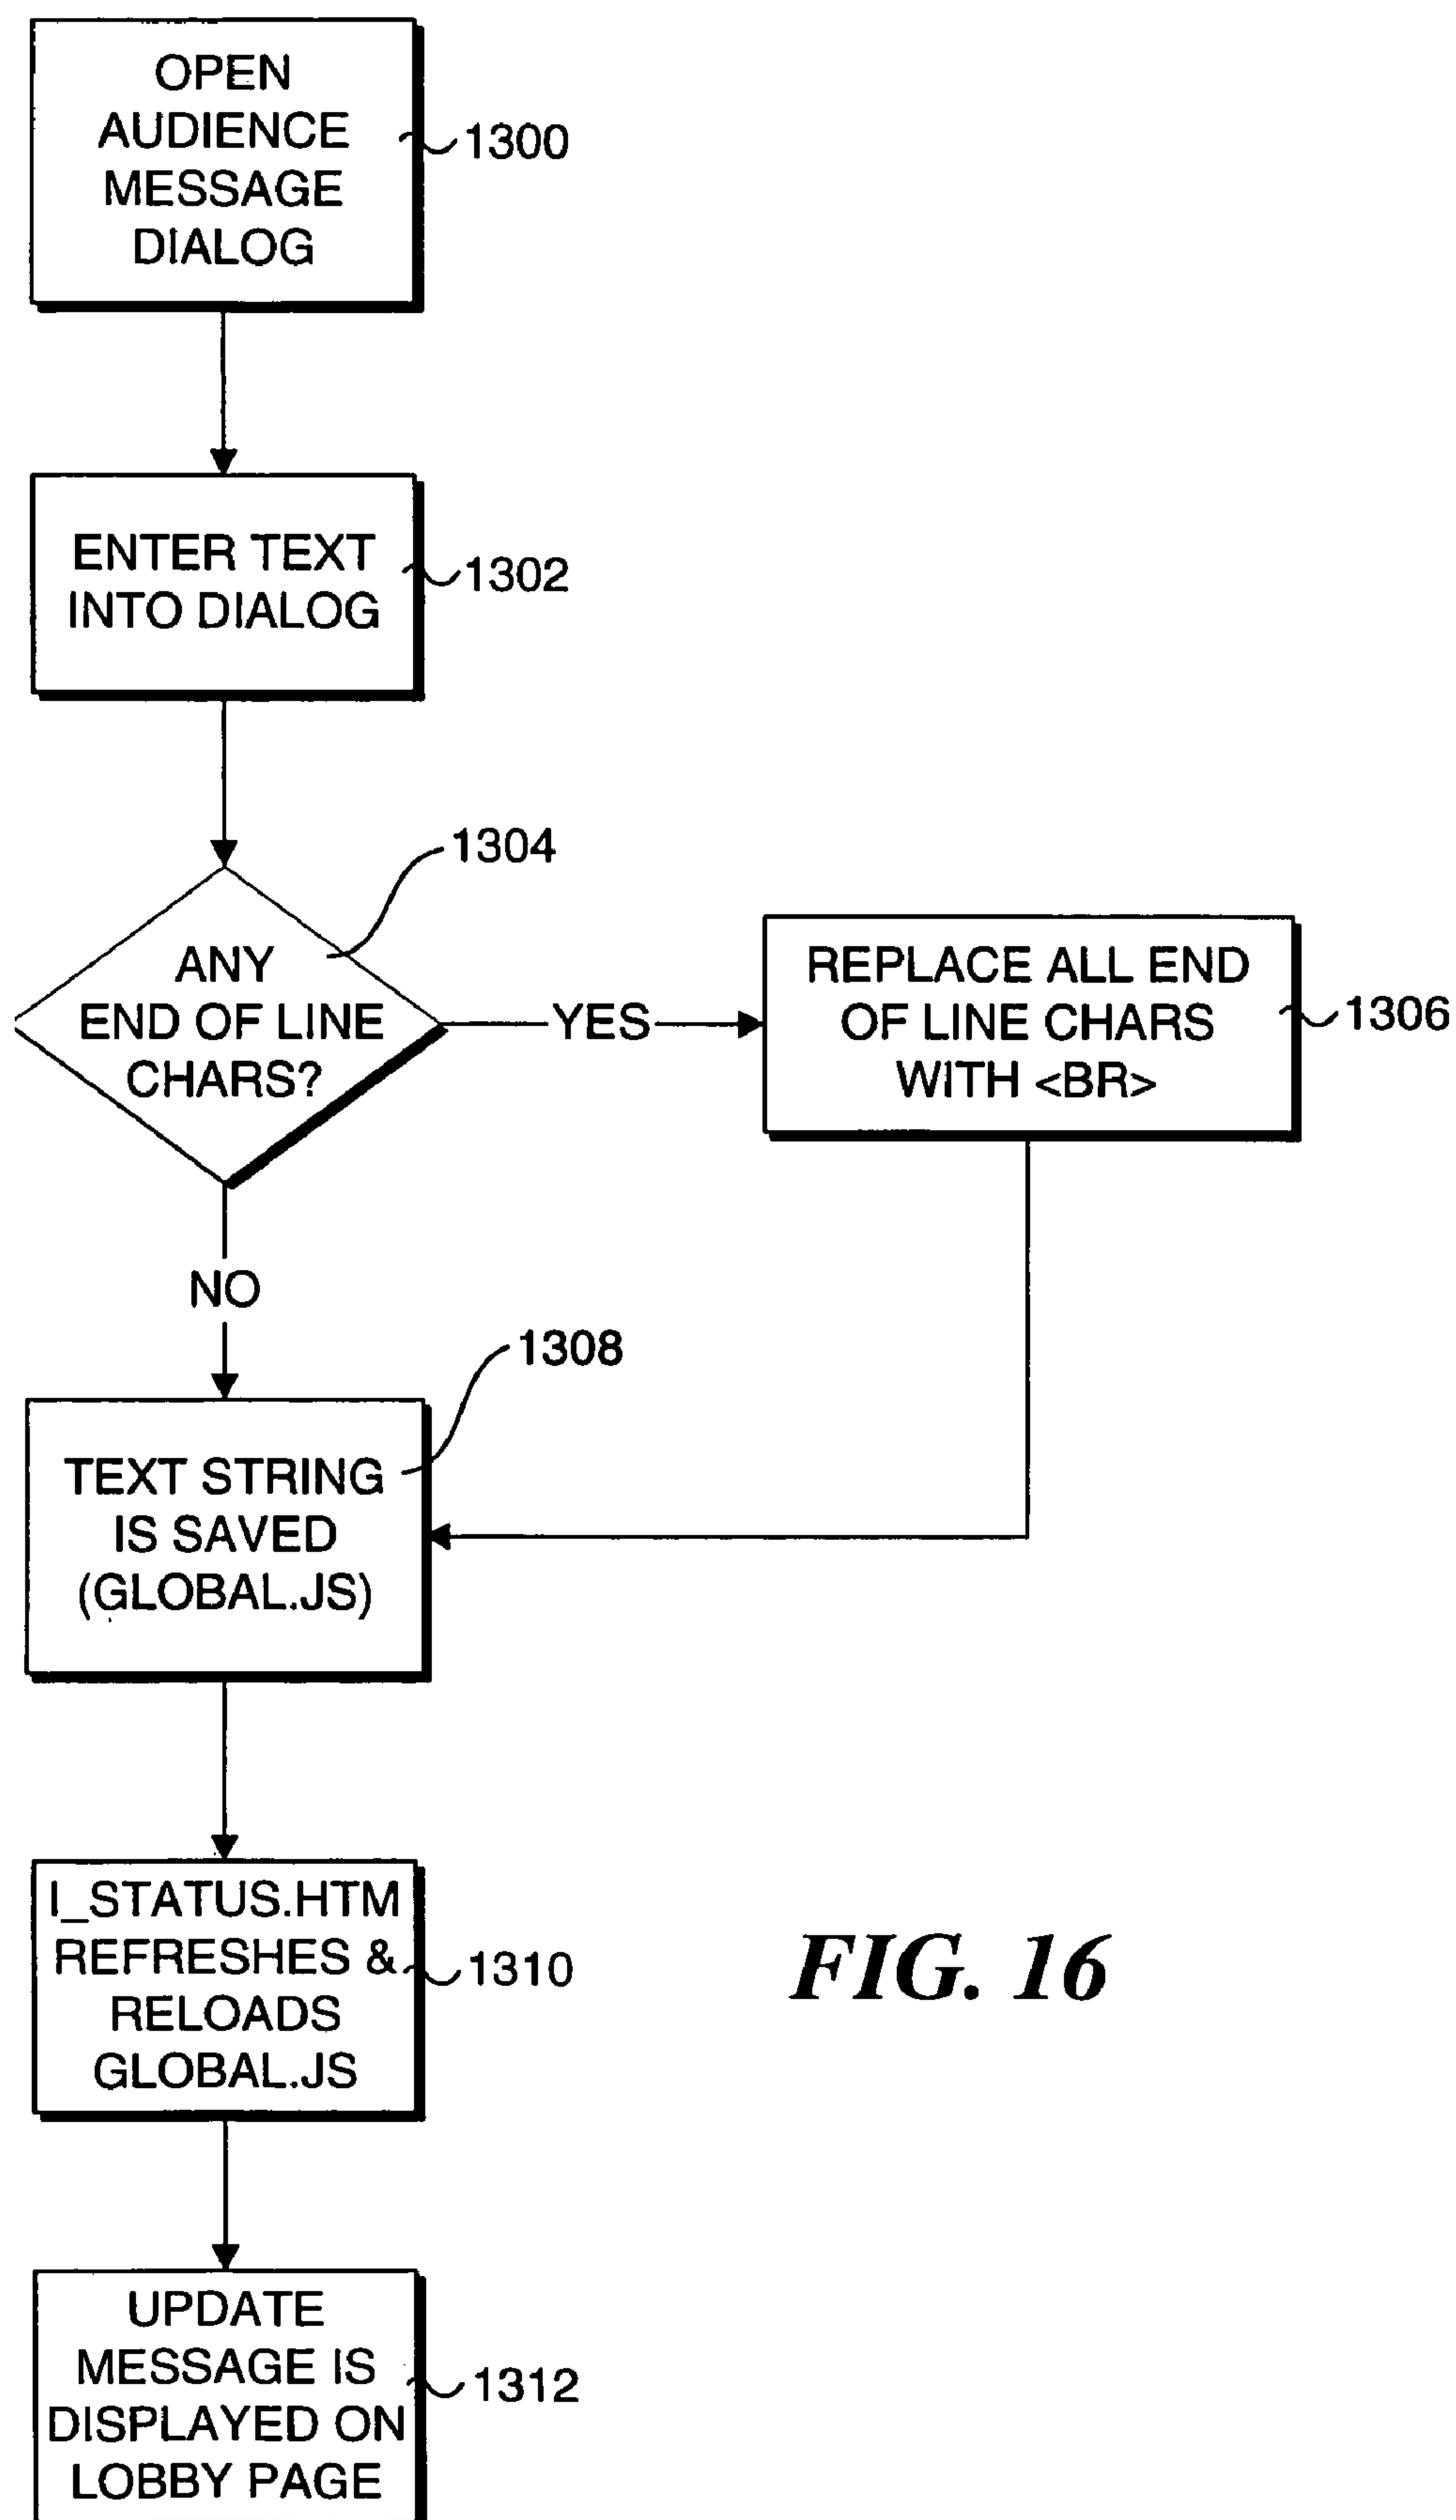 OPEN
AUDIENCE
MESSAGE
DIALOG
1300
ENTER TEXT
INTO DIALOG
1302
1304
ANY
END OF LINE
CHARS?
YES
REPLACE ALL END
OF LINE CHARS
WITH <BR>
1306
NO
1308
TEXT STRING
IS SAVED
(GLOBAL.JS)
I_STATUS.HTM
REFRESHES &
RELOADS
GLOBAL.JS
1310
FIG. 16
UPDATE
MESSAGE IS
DISPLAYED ON
LOBBY PAGE
1312